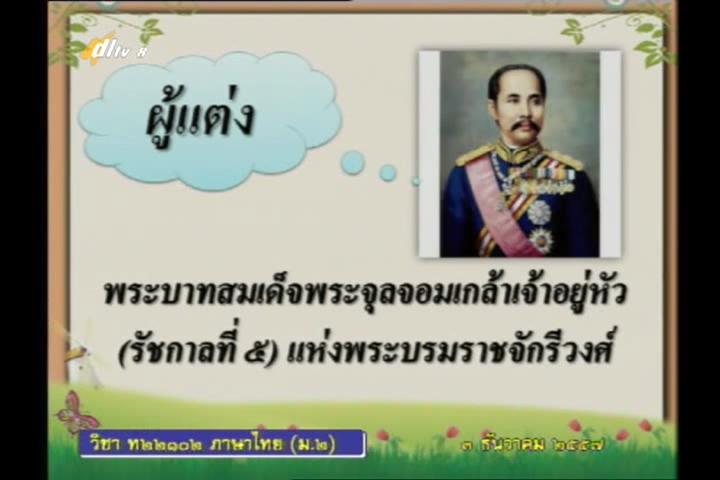 dltv 8
ผู้แต่ง
พระบาทสมเด็จพระจุลจอมเกล้าเจ้าอยู่หัว
(รัชกาลที่ ๕) แห่งพระบรมราชจักรีวงศ์
วิชา ท๒๒๑๐๒ ภาษาไทย (ม.๒)
๓ ธันวาคม ๒๕๕๗